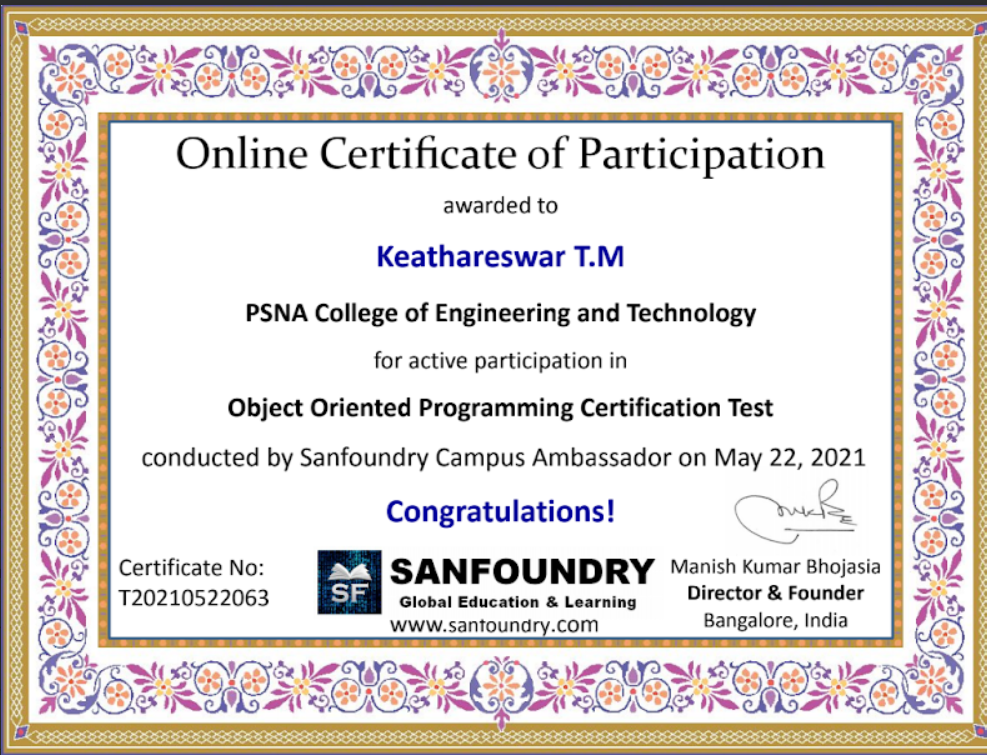 Online Certificate of Participation
awarded to
Keathareswar T.M
PSNA College of Engineering and Technology
for active participation in
Object Oriented Programming Certification Test
conducted by Sanfoundry Campus Ambassador on May 22, 2021
Congratulations!
Certificate No:
T20210522063
SF
SANFOUNDRY
Global Education & Learning
www.sanfoundry.com
Manish Kumar Bhojasia
Director & Founder
Bangalore, India